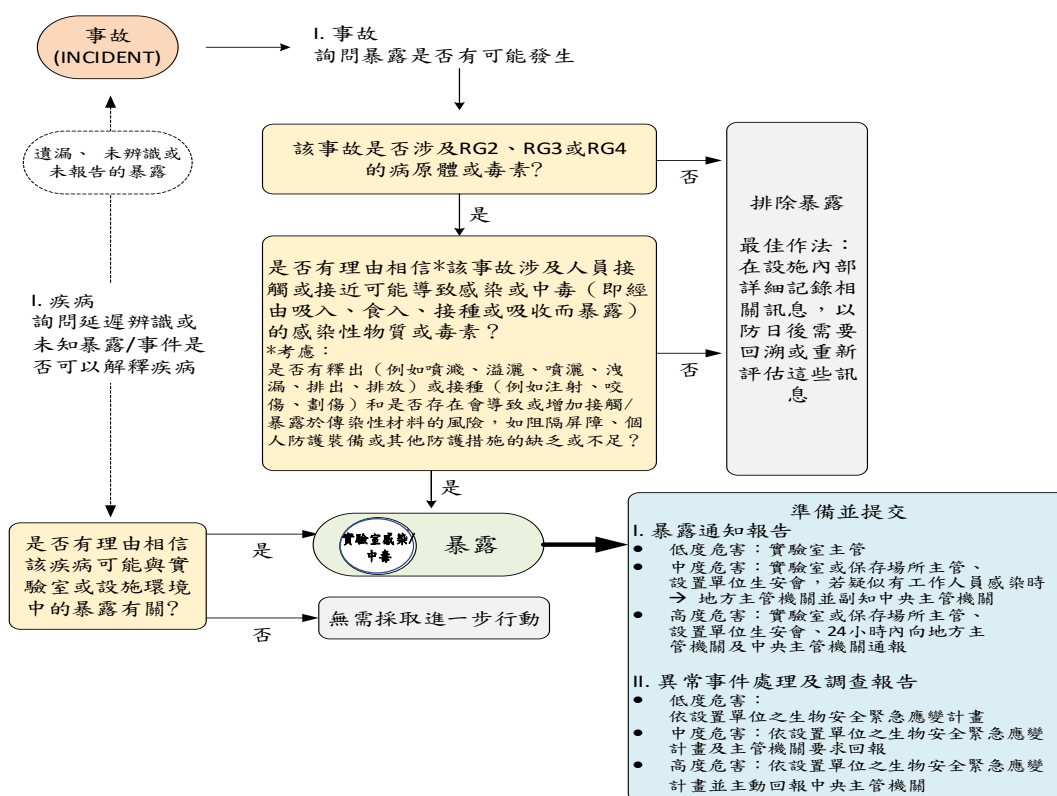 事故
(INCIDENT)
I. 事故
詢問暴露是否有可能發生
遺漏、 未辨識或
未報告的暴露
該事故是否涉及RG2、RG3或RG4
的病原體或毒素?
否
是
排除暴露
最佳作法：
在設施內部
詳細記錄相
關訊息，以
防日後需要
回溯或重新
評估這些訊
息
是否有理由相信*該事故涉及人員接
觸或接近可能導致感染或中毒（即經
由吸入、食入、接種或吸收而暴露）
的感染性物質或毒素？
*考慮：
是否有釋出（例如噴濺、溢灑、噴灑、洩
漏、排出、排放）或接種（例如注射、咬
傷、劃傷）和是否存在會導致或增加接觸/
暴露於傳染性材料的風險，如阻隔屏障、個
人防護裝備或其他防護措施的缺乏或不足？
否
是
I. 疾病
詢問延遲辨識或
未知暴露/事件是
否可以解釋疾病
是否有理由相信
該疾病可能與實
驗室或設施環境
中的暴露有關?
是
否
實驗室感染/
中毒
暴露
無需採取進一步行動
準備並提交
I. 暴露通知報告
● 低度危害：實驗室主管
● 中度危害：實驗室或保存場所主管、
設置單位生安會，若疑似有工作人員感染時
→ 地方主管機關並副知中央主管機關
● 高度危害：實驗室或保存場所主管、
設置單位生安會、24小時內向地方主
管機關及中央主管機關通報
II. 異常事件處理及調查報告
● 低度危害：
依設置單位之生物安全緊急應變計畫
● 中度危害：依設置單位之生物安全緊急應變
計畫及主管機關要求回報
● 高度危害：依設置單位之生物安全緊急應變
計畫並主動回報中央主管機關